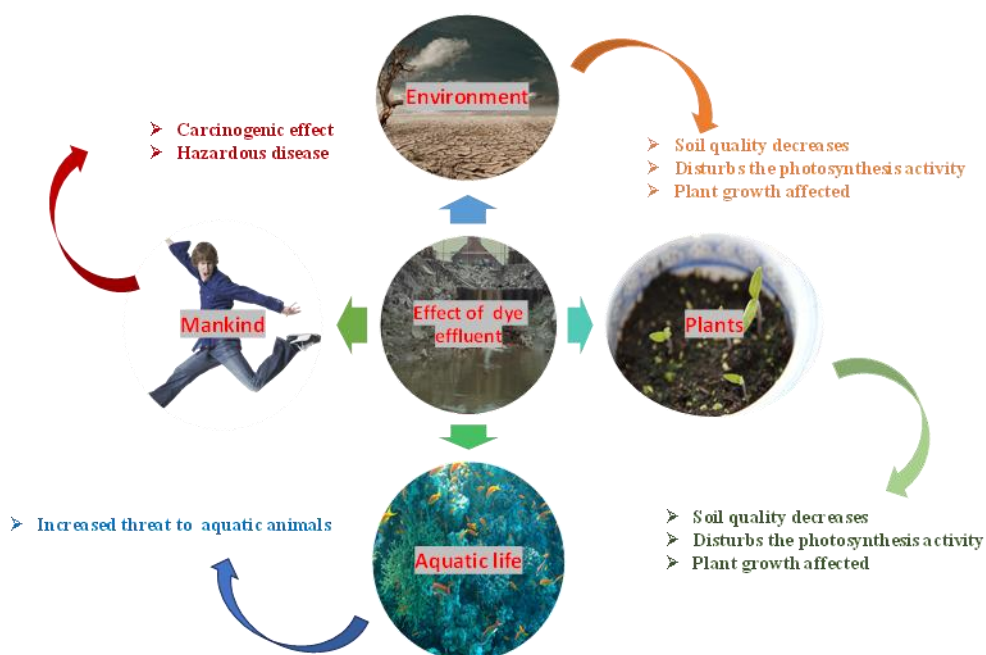 Environment
➢ Carcinogenic effect
➢ Hazardous disease
➢ Soil quality decreases
➢ Disturbs the photosynthesis activity
➢ Plant growth affected
Mankind
Effect of dye
effluent
Plants
➢ Increased threat to aquatic animals
Aquatic life
➢ Soil quality decreases
➢ Disturbs the photosynthesis activity
➢ Plant growth affected